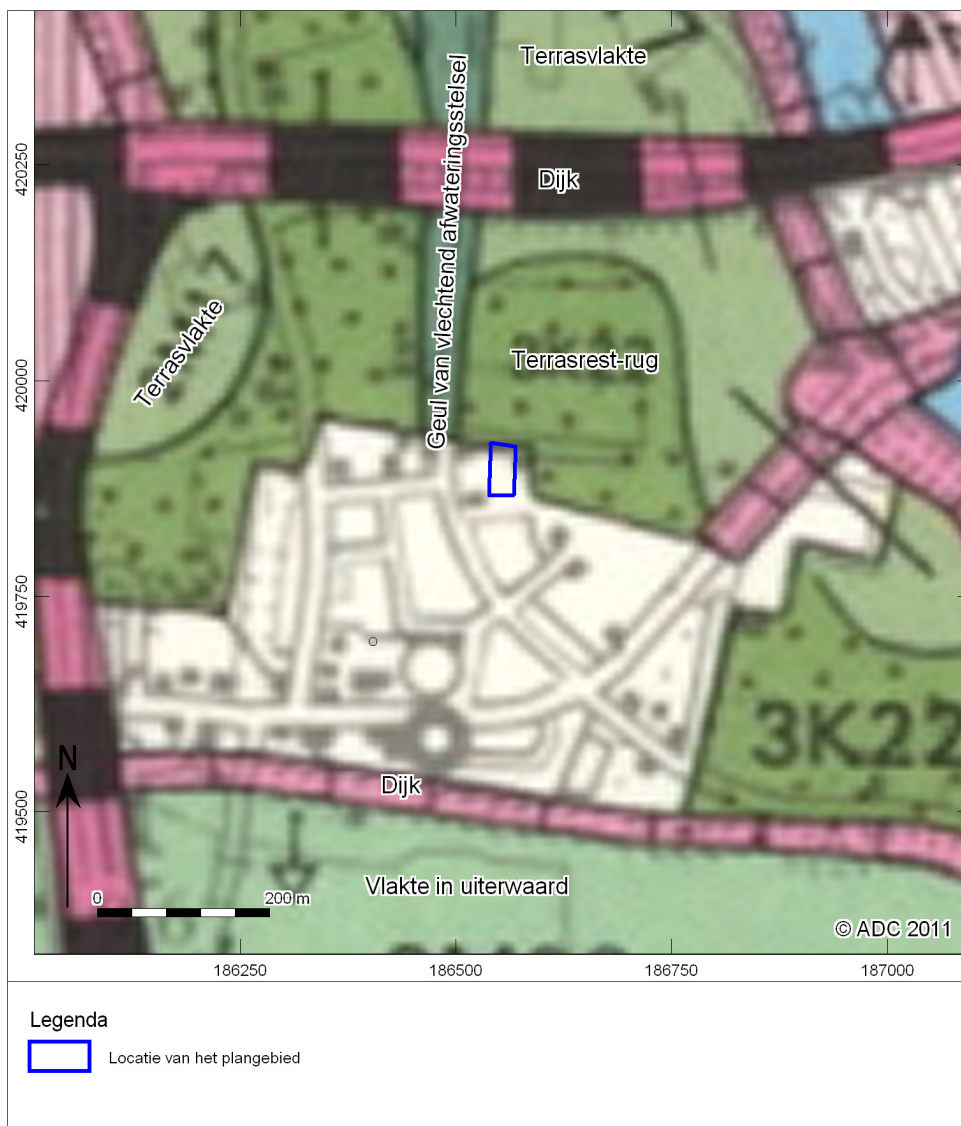 Terrasvlakte
Geul van vlechtend afwateringsstelsel
Dijk
Terrasvlakte
Terrasrest-rug
3K22
Dijk
N
0 200 m
Vlakte in uiterwaard
© ADC 2011
420250
420000
419750
419500
186250 186500 186750 187000
Legenda
Locatie van het plangebied